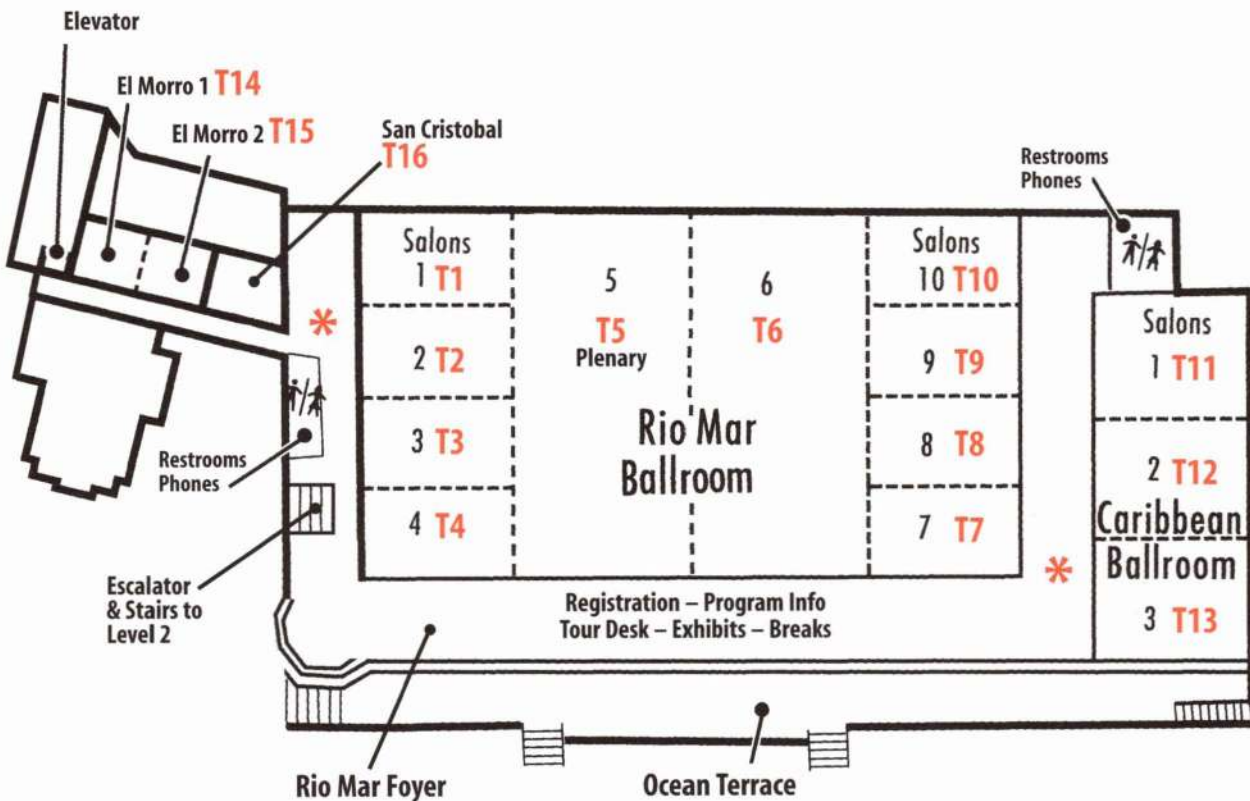 Elevator
El Morro 1 T14
El Morro 2 T15
San Cristobal
T16
Restrooms
Phones
Salons
1 T1
2 T2
3 T3
4 T4
5
T5
Plenary
6
T6
Rio Mar
Ballroom
Salons
10 T10
9 T9
8 T8
7 T7
Salons
1 T11
2 T12
Caribbean
Ballroom
3 T13
*
*
Restrooms
Phones
Escalator
& Stairs to
Level 2
Registration – Program Info
Tour Desk – Exhibits – Breaks
Rio Mar Foyer
Ocean Terrace